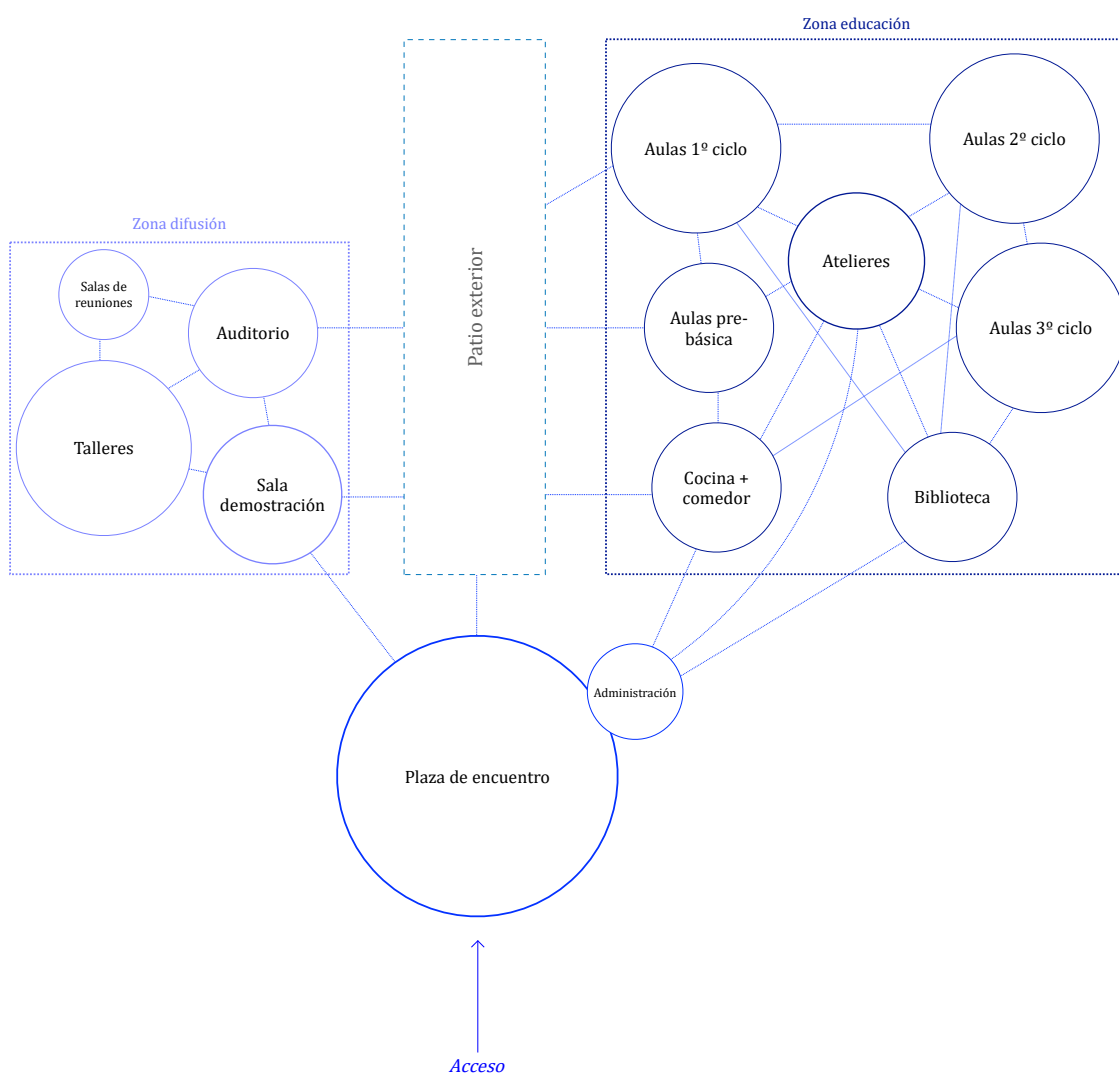 Zona educación
Aulas 1º ciclo
Aulas 2º ciclo
Zona difusión
Atelieres
Salas de
reuniones
Auditorio
Patio exterior
Aulas pre-
básica
Aulas 3º ciclo
Talleres
Sala
demostración
Cocina +
comedor
Biblioteca
Administración
Plaza de encuentro
Acceso